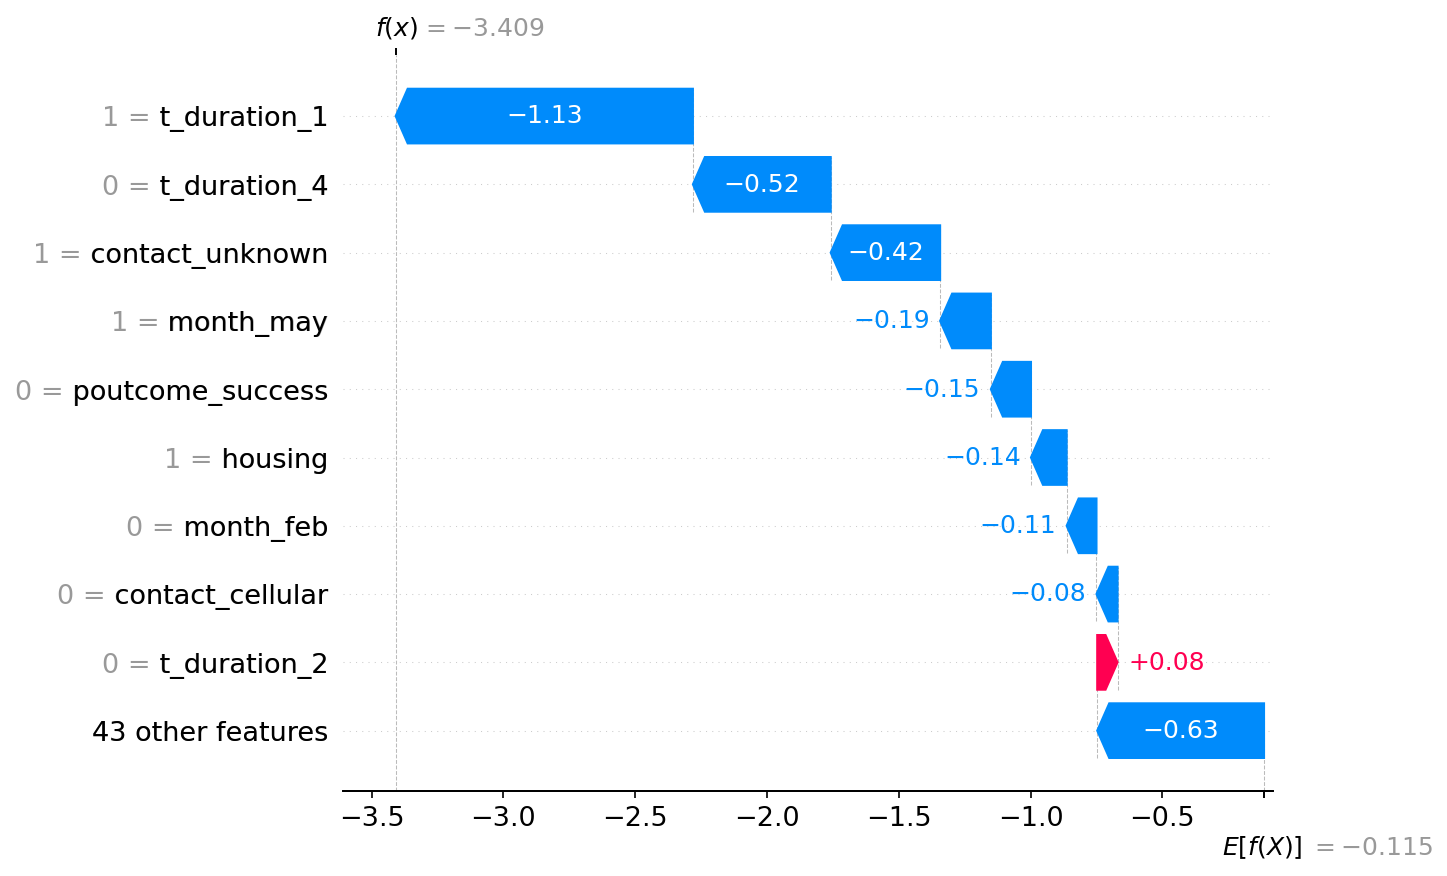 f(x) = −3.409
1 = t_duration_1
−1.13
0 = t_duration_4
−0.52
1 = contact_unknown
−0.42
1 = month_may
−0.19
0 = poutcome_success
−0.15
1 = housing
−0.14
0 = month_feb
−0.11
0 = contact_cellular
−0.08
0 = t_duration_2
+0.08
43 other features
−0.63
−3.5 −3.0 −2.5 −2.0 −1.5 −1.0 −0.5
E[f(X)] = −0.115